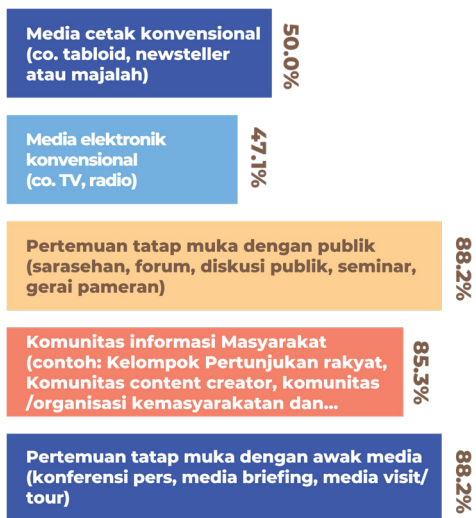 Media cetak konvensional
(co. tabloid, newsteller
atau majalah)
50.0%
Media elektronik
konvensional
(co. TV, radio)
47.1%
Pertemuan tatap muka dengan publik
(sarasehan, forum, diskusi publik, seminar,
gerai pameran)
88.2%
Komunitas informasi Masyarakat
(contoh: Kelompok Pertunjukan rakyat,
Komunitas content creator, komunitas
/organisasi kemasyarakatan dan...
85.3%
Pertemuan tatap muka dengan awak media
(konferensi pers, media briefing, media visit/
tour)
88.2%